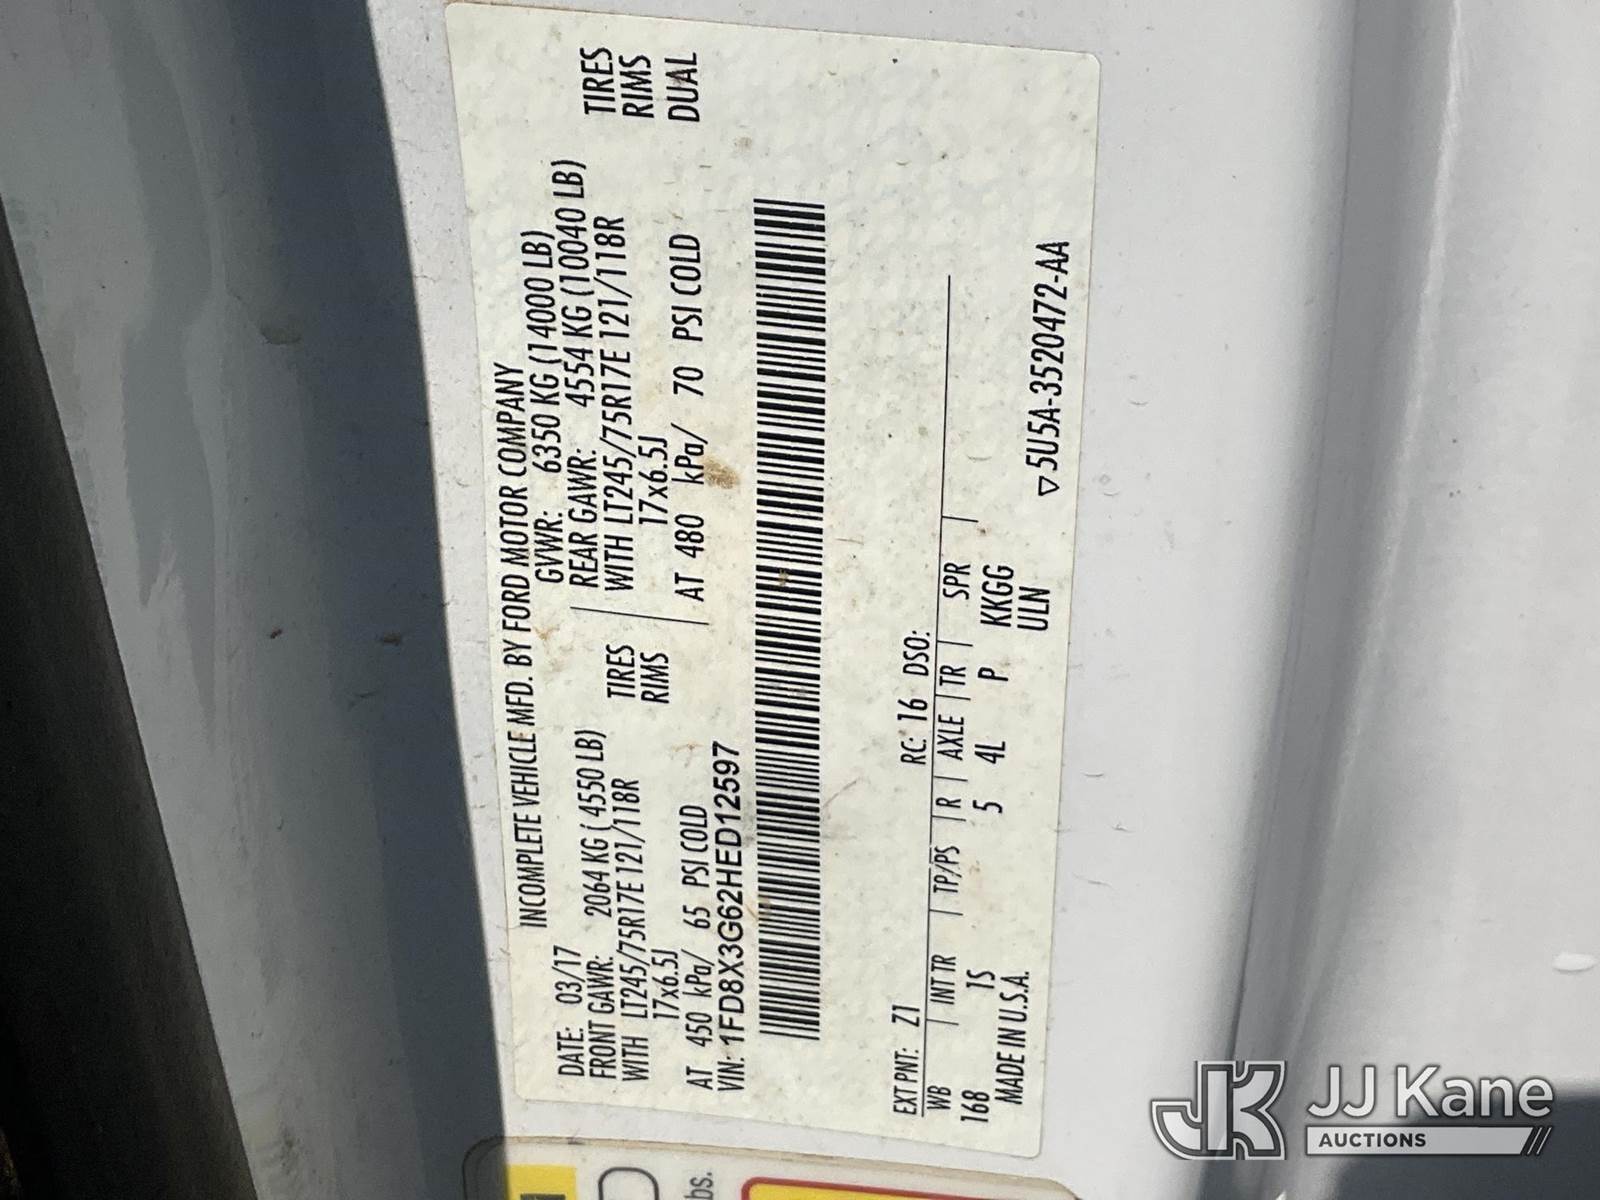 INCOMPLETE VEHICLE MFD. BY FORD MOTOR COMPANY
DATE: 03/17 GVWR: 6350 KG (14000 LB)
FRONT GAWR: 2064 KG (4550 LB) REAR GAWR: 4554 KG (10040 LB)
WITH LT245/75R17E 121/118R TIRES WITH LT245/75R17E 121/118R TIRES
17x6.5J RIMS 17x6.5J RIMS
AT 450 kPa/ 65 PSI COLD AT 480 kPa/ 70 PSI COLD DUAL
VIN: 1FD8X3G62HED12597
EXT PNT: Z1 RC: 16 DSO:
WB INT TR TP/PS R AXLE TR SPR
168 1S 5 4L P KKGG
MADE IN U.S.A. ULN
5U5A-3520472-AA
bs.
JK JJ Kane
AUCTIONS